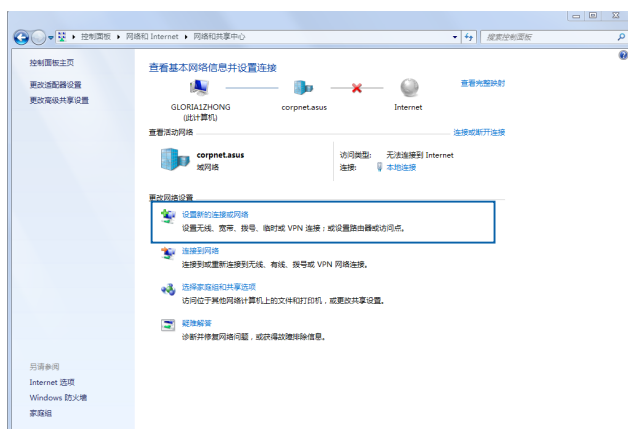 控制面板 ▸ 网络和 Internet ▸ 网络和共享中心
搜索控制面板
控制面板主页
更改适配器设置
更改高级共享设置
查看基本网络信息并设置连接
查看完整映射
GLORIA1ZHONG
(此计算机)
corpnet.asus
Internet
查看活动网络
连接或断开连接
corpnet.asus
域网络
访问类型: 无法连接到 Internet
连接: 本地连接
更改网络设置
设置新的连接或网络
设置无线、宽带、拨号、临时或 VPN 连接；或设置路由器或访问点。
连接到网络
连接到或重新连接到无线、有线、拨号或 VPN 网络连接。
选择家庭组和共享选项
访问位于其他网络计算机上的文件和打印机，或更改共享设置。
疑难解答
诊断并修复网络问题，或获得故障排除信息。
另请参阅
Internet 选项
Windows 防火墙
家庭组